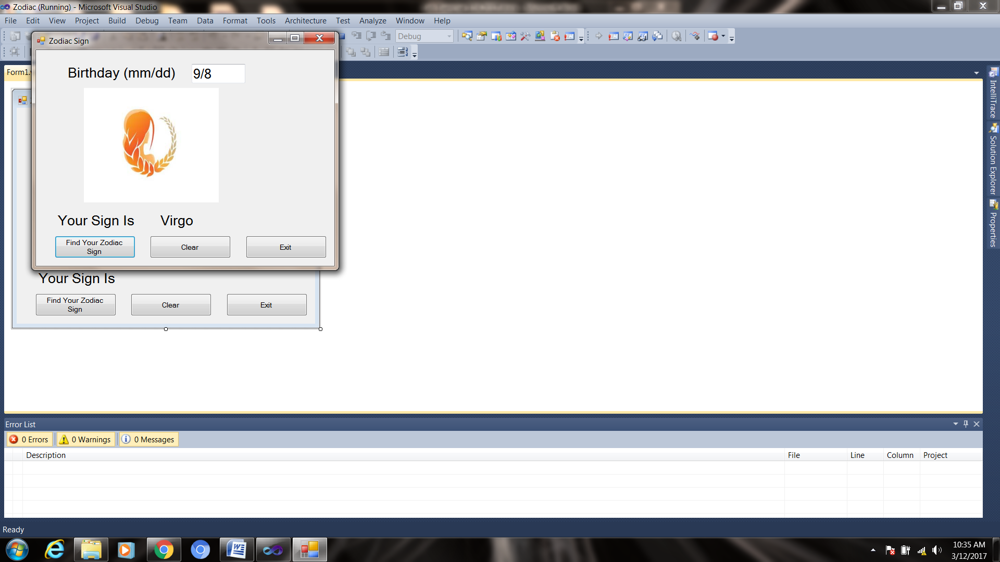 Zodiac (Running) - Microsoft Visual Studio
File Edit View Project Build Debug Team Data Format Tools Architecture Test Analyze Window Help
Debug
Zodiac Sign
Form1.
Birthday (mm/dd) 9/8
Your Sign Is Virgo
Find Your Zodiac
Sign
Clear
Exit
Your Sign Is
Find Your Zodiac
Sign
Clear
Exit
IntelliTrace
Solution Explorer
Properties
Error List
0 Errors 0 Warnings 0 Messages
Description File Line Column Project
Ready
10:35 AM
3/12/2017